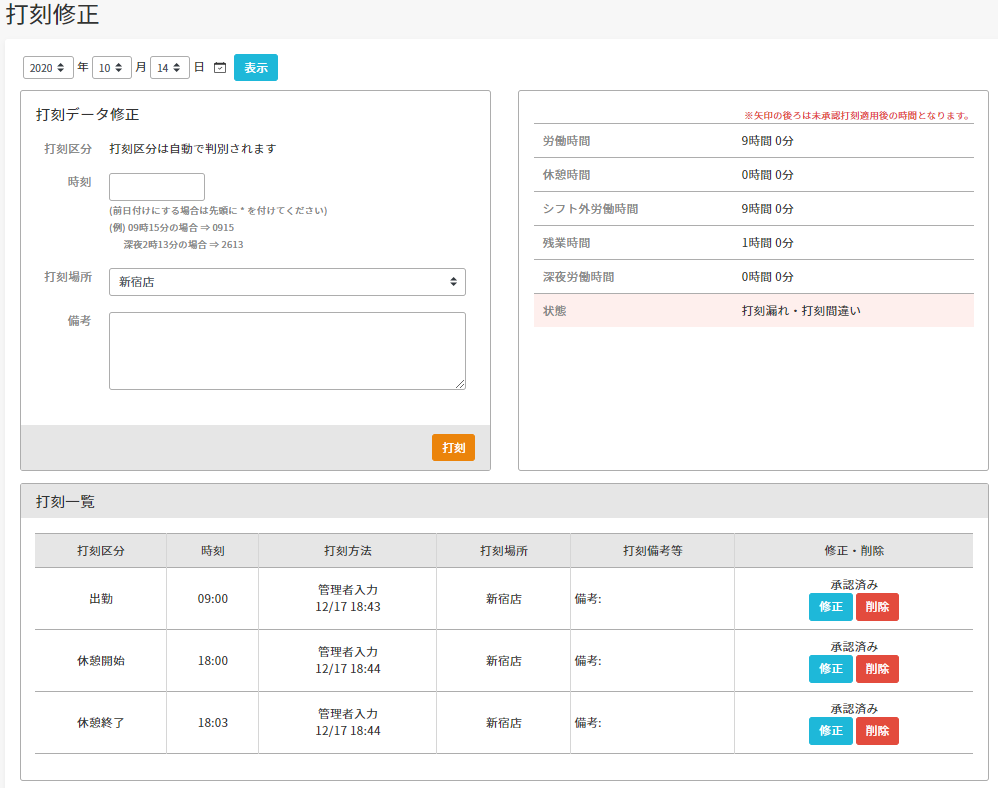 打刻修正
2020 年 10 月 14 日 表示
打刻データ修正
打刻区分 打刻区分は自動で判別されます
時刻
(前日付けにする場合は先頭に * を付けてください)
(例) 09時15分の場合 ⇒ 0915
深夜2時13分の場合 ⇒ 2613
打刻場所 新宿店
備考
打刻
※矢印の後ろは未承認打刻適用後の時間となります。
労働時間 9時間 0分
休憩時間 0時間 0分
シフト外労働時間 9時間 0分
残業時間 1時間 0分
深夜労働時間 0時間 0分
状態 打刻漏れ・打刻間違い
打刻一覧
打刻区分 時刻 打刻方法 打刻場所 打刻備考等 修正・削除
出勤 09:00 管理者入力 新宿店 備考: 承認済み
12/17 18:43 修正 削除
休憩開始 18:00 管理者入力 新宿店 備考: 承認済み
12/17 18:44 修正 削除
休憩終了 18:03 管理者入力 新宿店 備考: 承認済み
12/17 18:44 修正 削除